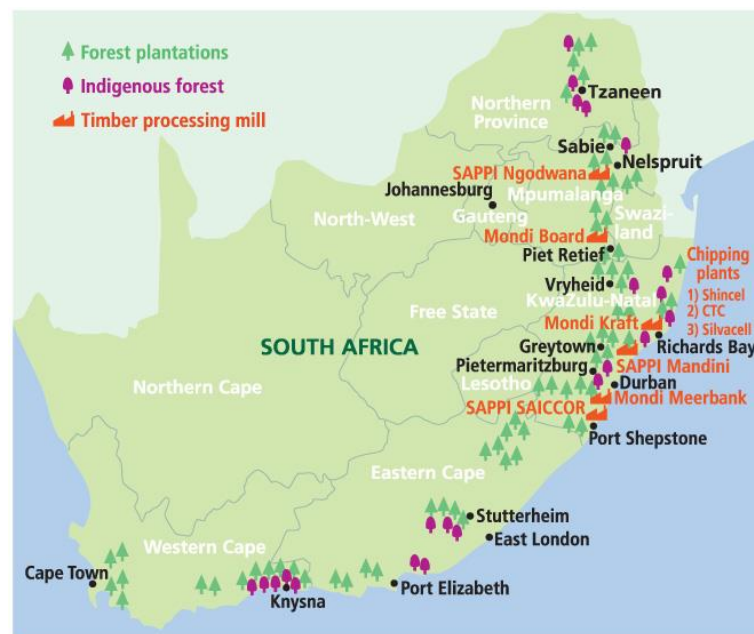 Forest plantations
Indigenous forest
Timber processing mill
Northern
Province
Tzaneen
Sabie
Nelspruit
SAPPI Ngodwana
Johannesburg
Mpumalanga
North-West
Gauteng
Swazi-
land
Mondi Board
Piet Retief
Chipping
plants
Vryheid
1) Shincel
KwaZulu-Natal
2) CTC
Free State
Mondi Kraft
3) Silvacell
SOUTH AFRICA
Greytown
Richards Bay
Pietermaritzburg
SAPPI Mandini
Northern Cape
Lesotho
Durban
Mondi Meerbank
SAPPI SAICCOR
Port Shepstone
Eastern Cape
Stutterheim
East London
Western Cape
Cape Town
Knysna
Port Elizabeth